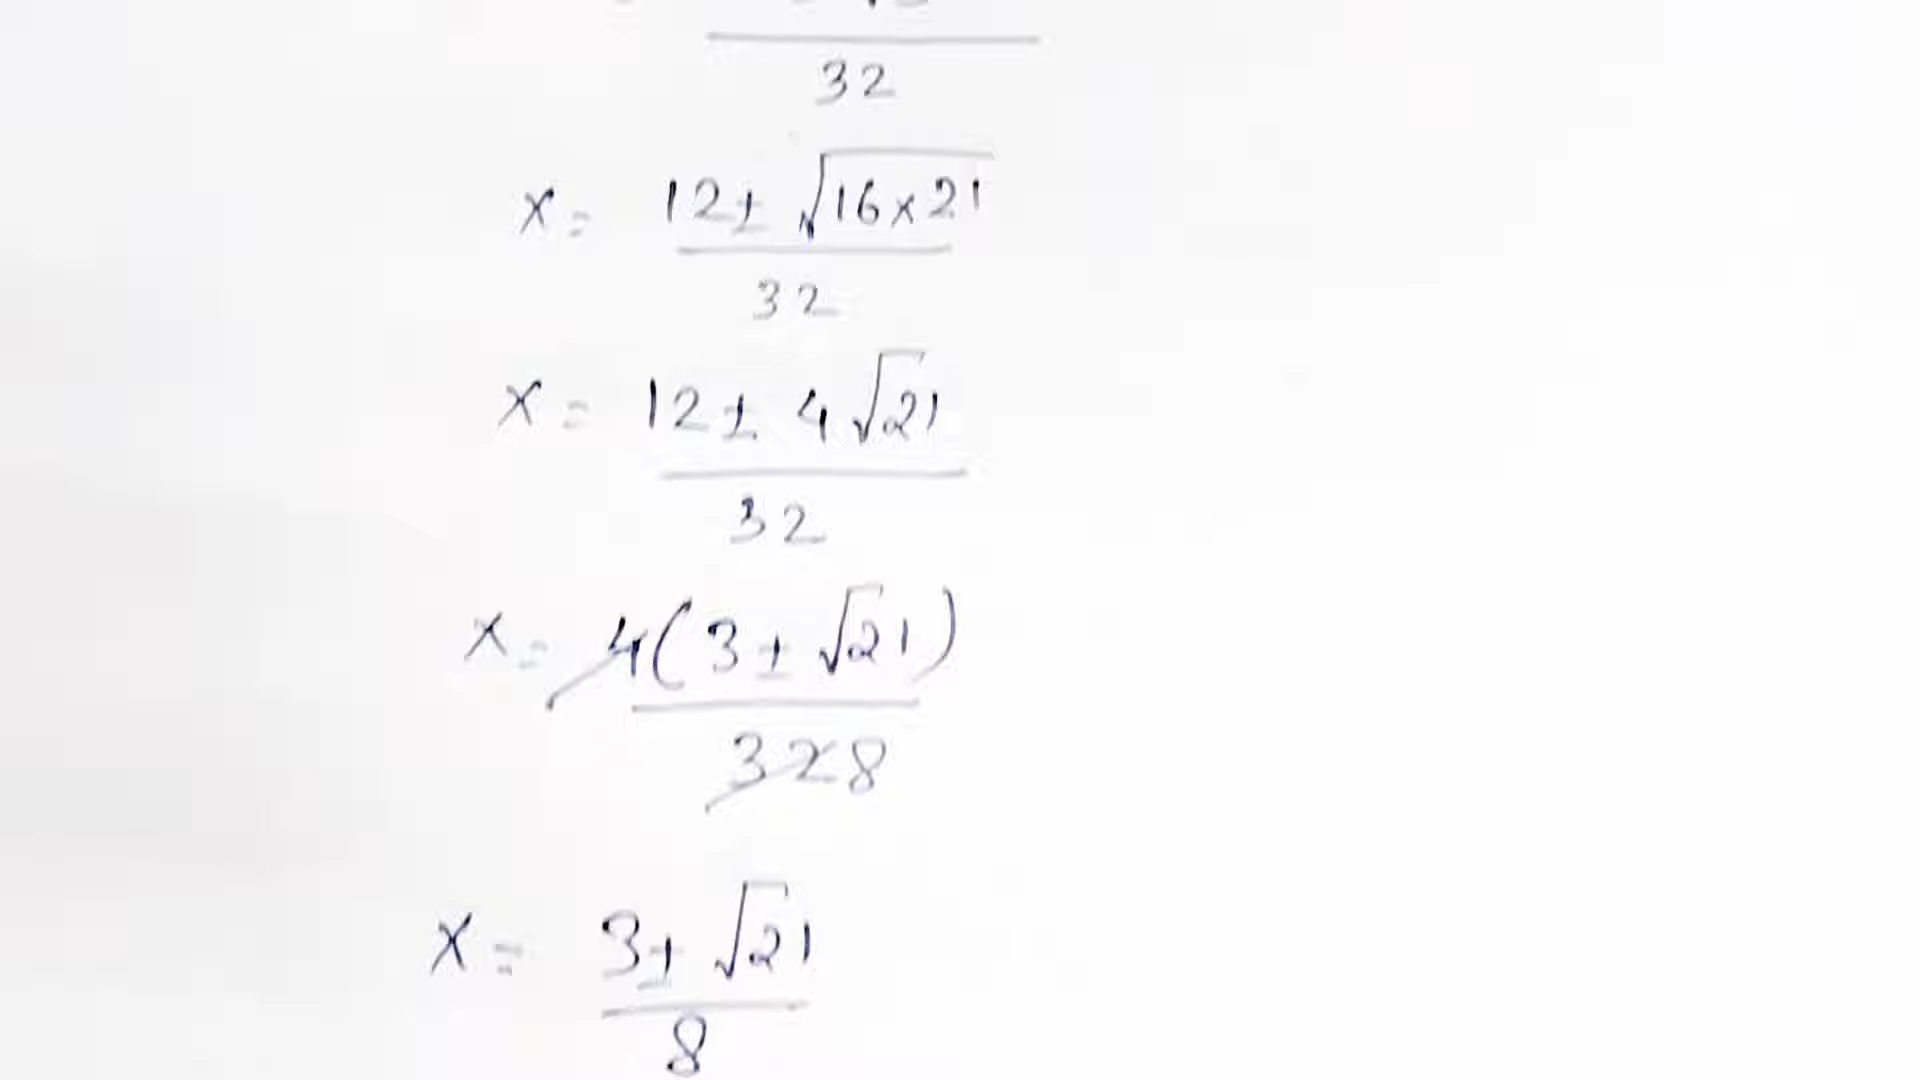 32
x = 12 ± √16×21
32
x = 12 ± 4√21
32
x = 4(3 ± √21)
32 8
x = 3 ± √21
8